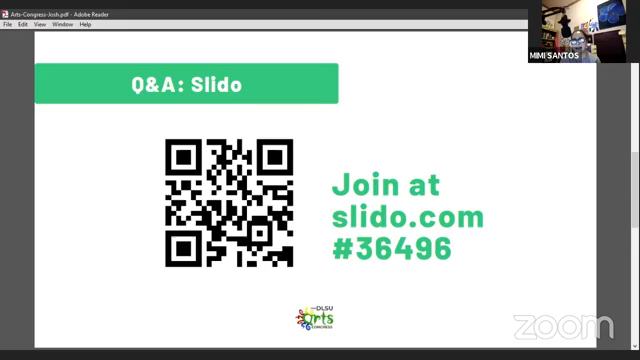 Arts-Congress-Josh.pdf - Adobe Reader
File Edit View Window Help
MIMI SANTOS
Q&A: Slido
Join at
slido.com
#36496
DLSU
arts
CONGRESS
zoom